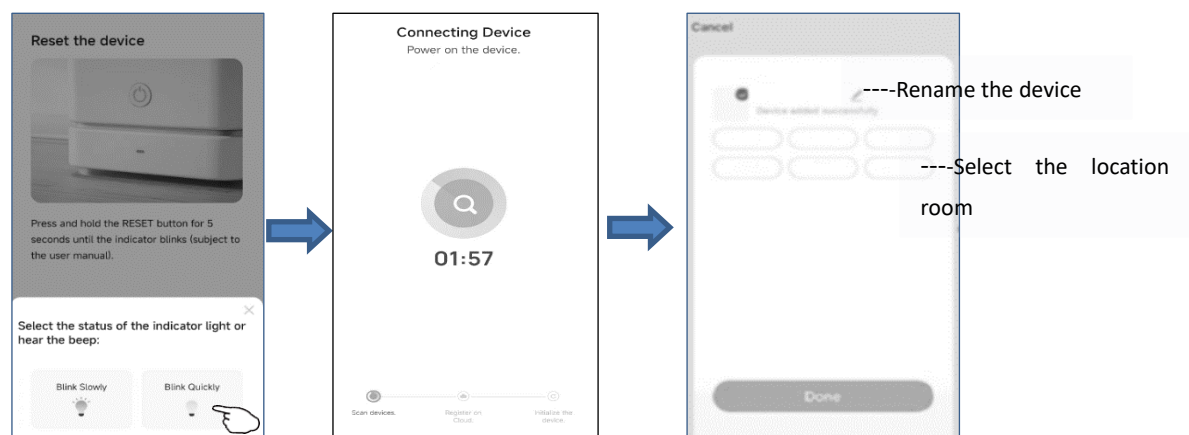 Reset the device
Press and hold the RESET button for 5
seconds until the indicator blinks (subject to
the user manual).
Select the status of the indicator light or
hear the beep:
Blink Slowly
Blink Quickly
Connecting Device
Power on the device.
01:57
Scan devices.
Register on
Cloud.
Initialize the
device.
Cancel
----Rename the device
Device added successfully
----Select the location
room
Done